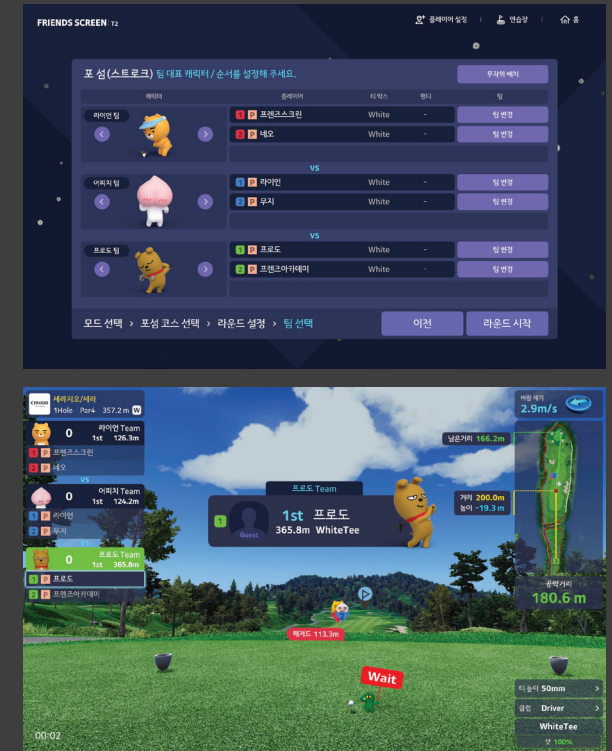 FRIENDS SCREEN T2
플레이어 설정
연습장
홈
포 섬(스트로크) 팀 대표 캐릭터 / 순서를 설정해 주세요.
무작위 배치
캐릭터 플레이어 티박스 핸디 팀
라이언 팀
1 P 프렌즈스크린 White - 팀 변경
2 P 네오 White - 팀 변경
VS
어피치 팀
1 P 라이언 White - 팀 변경
2 P 무지 White - 팀 변경
VS
프로도 팀
1 P 프로도 White - 팀 변경
2 P 프렌즈아카데미 White - 팀 변경
모드 선택 > 포섬 코스 선택 > 라운드 설정 > 팀 선택
이전
라운드 시작
세라지오/세라
1Hole Par4 357.2 m W
라이언 Team
0 1st 126.3m
1 P 프렌즈스크린
2 P 네오
VS
어피치 Team
0 1st 124.2m
1 P 라이언
2 P 무지
VS
프로도 Team
0 1st 365.8m
1 P 프로도
2 P 프렌즈아카데미
프로도 Team
1
Guest
1st 프로도
365.8m WhiteTee
해저드 113.3m
Wait
바람 세기
2.9m/s
남은거리 166.2m
거리 200.0m
높이 -19.3 m
공략거리
180.6 m
티 높이 50mm >
클럽 Driver >
WhiteTee
샷 100%
00:02